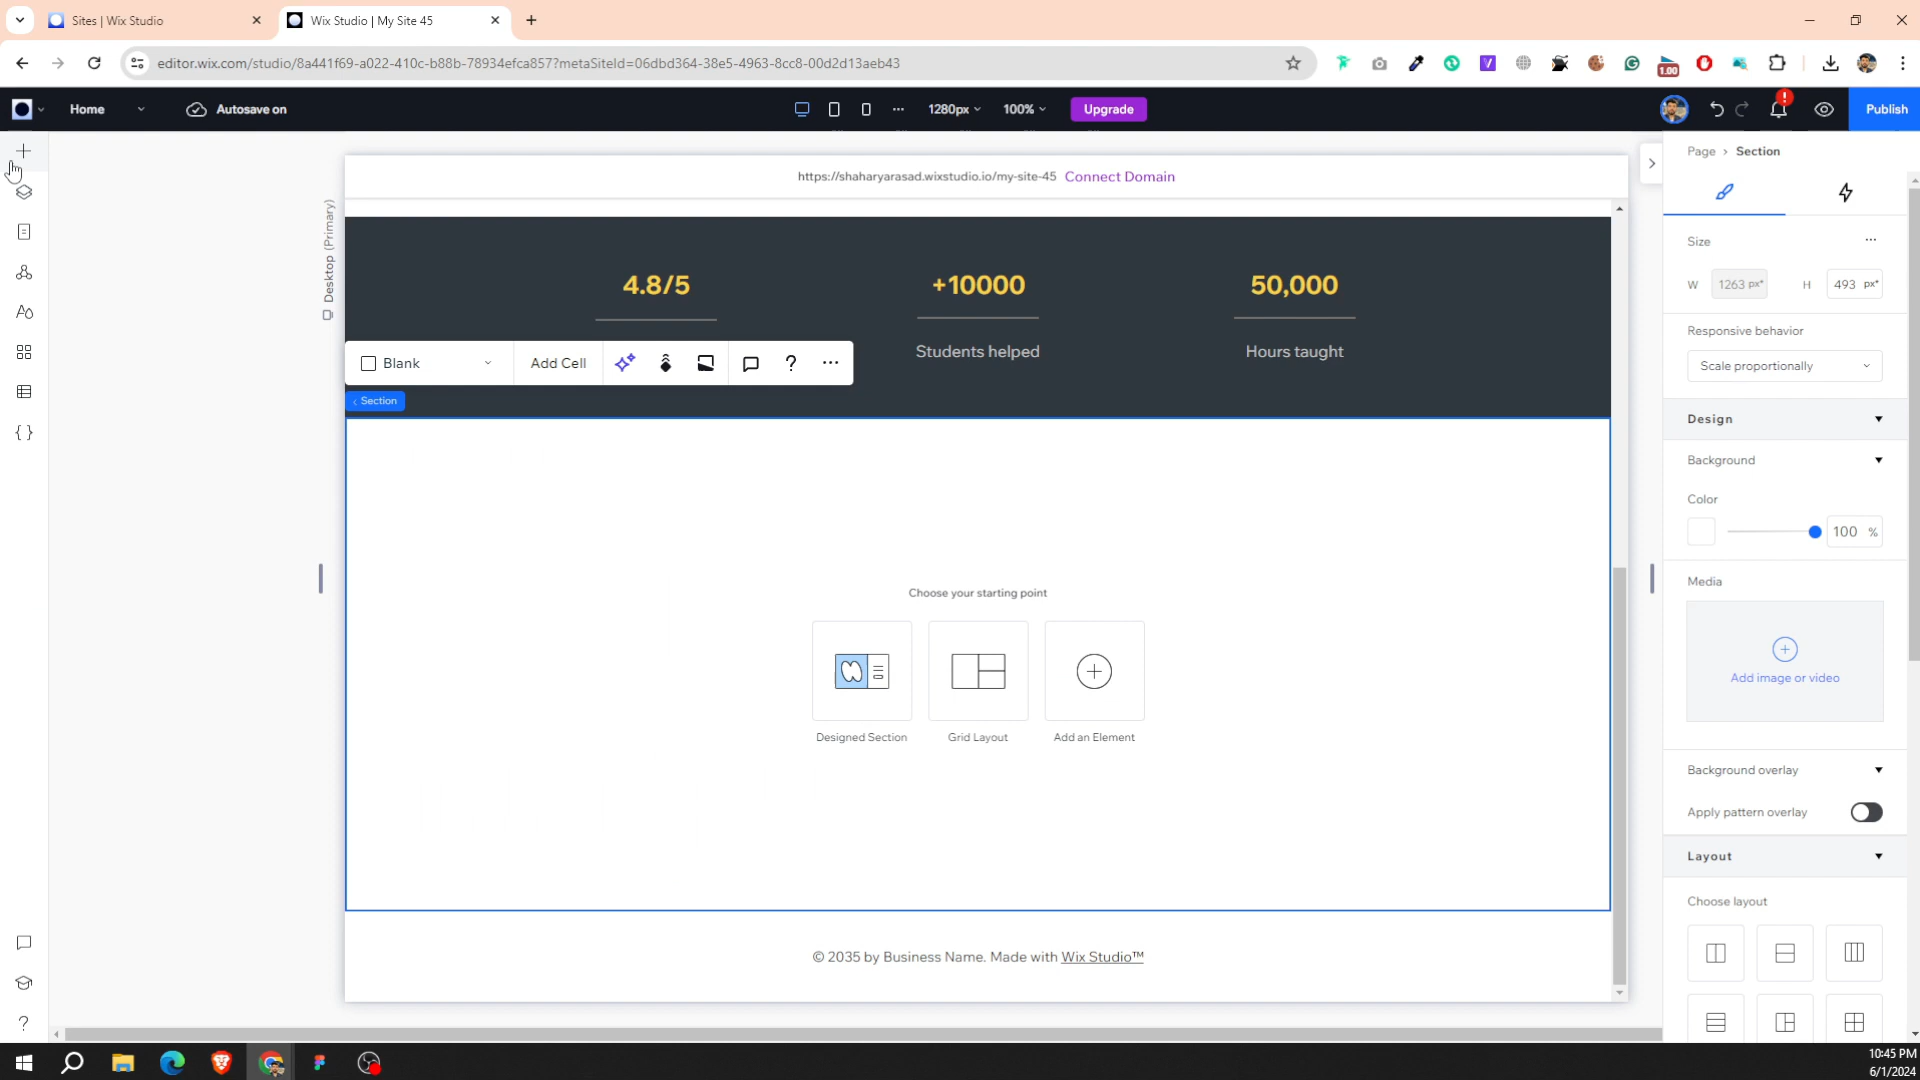 Sites | Wix Studio
Wix Studio | My Site 45
editor.wix.com/studio/8a441f69-a022-410c-b88b-78934efca857?metaSiteId=06dbd364-38e5-4963-8cc8-00d2d13aeb43
1.00
Home
Autosave on
1280px
100%
Upgrade
Publish
https://shaharyarasad.wixstudio.io/my-site-45 Connect Domain
Desktop (Primary)
4.8/5
+10000
50,000
Students helped
Hours taught
Blank
Add Cell
Section
Choose your starting point
Designed Section
Grid Layout
Add an Element
© 2035 by Business Name. Made with Wix Studio™
Page > Section
Size
W 1263 px* H 493 px*
Responsive behavior
Scale proportionally
Design
Background
Color
100 %
Media
Add image or video
Background overlay
Apply pattern overlay
Layout
Choose layout
10:45 PM
6/1/2024